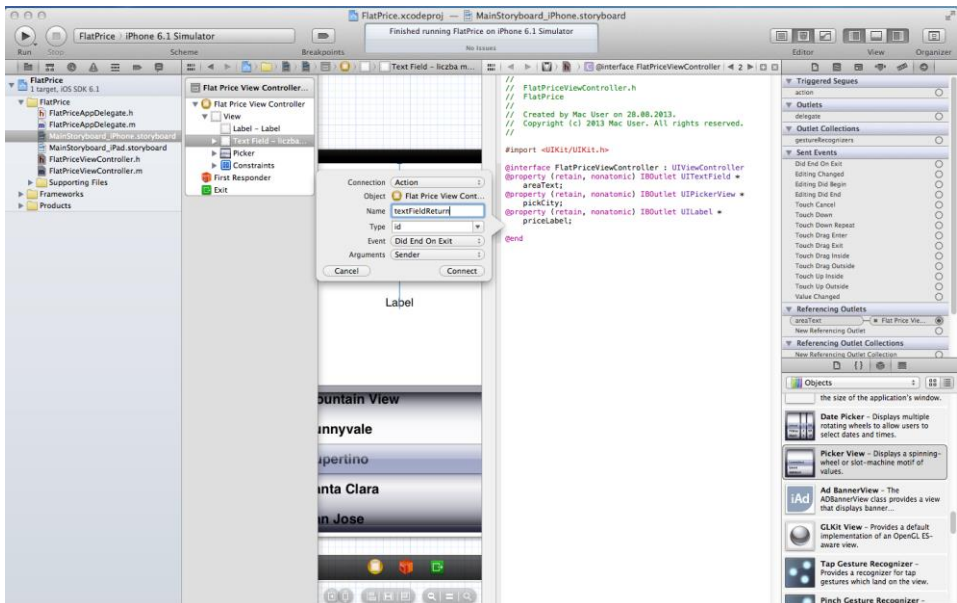 FlatPrice.xcodeproj — MainStoryboard_iPhone.storyboard
FlatPrice iPhone 6.1 Simulator
Finished running FlatPrice on iPhone 6.1 Simulator
No Issues
Run Stop Scheme Breakpoints Editor View Organizer
FlatPrice
1 target, iOS SDK 6.1
FlatPrice
FlatPriceAppDelegate.h
FlatPriceAppDelegate.m
MainStoryboard_iPhone.storyboard
MainStoryboard_iPad.storyboard
FlatPriceViewController.h
FlatPriceViewController.m
Supporting Files
Frameworks
Products
Text Field – liczba m...
Flat Price View Controller...
Flat Price View Controller
View
Label – Label
Text Field – liczba...
Picker
Constraints
First Responder
Exit
Connection Action
Object Flat Price View Cont...
Name textFieldReturn
Type id
Event Did End On Exit
Arguments Sender
Cancel Connect
Label
ountain View
unnyvale
upertino
nta Clara
n Jose
@interface FlatPriceViewController 2
//
// FlatPriceViewController.h
// FlatPrice
//
// Created by Mac User on 28.08.2013.
// Copyright (c) 2013 Mac User. All rights reserved.
//
#import <UIKit/UIKit.h>
@interface FlatPriceViewController : UIViewController
@property (retain, nonatomic) IBOutlet UITextField *
areaText;
@property (retain, nonatomic) IBOutlet UIPickerView *
pickCity;
@property (retain, nonatomic) IBOutlet UILabel *
priceLabel;
@end
Triggered Segues
action
Outlets
delegate
Outlet Collections
gestureRecognizers
Sent Events
Did End On Exit
Editing Changed
Editing Did Begin
Editing Did End
Touch Cancel
Touch Down
Touch Down Repeat
Touch Drag Enter
Touch Drag Exit
Touch Drag Inside
Touch Drag Outside
Touch Up Inside
Touch Up Outside
Value Changed
Referencing Outlets
areaText Flat Price Vie...
New Referencing Outlet
Referencing Outlet Collections
New Referencing Outlet Collection
Objects
the size of the application's window.
Date Picker – Displays multiple
rotating wheels to allow users to
select dates and times.
Picker View – Displays a spinning-
wheel or slot-machine motif of
values.
iAd
Ad BannerView – The
ADBannerView class provides a view
that displays banner...
GLKit View – Provides a default
implementation of an OpenGL ES-
aware view.
Tap Gesture Recognizer –
Provides a recognizer for tap
gestures which land on the view.
Pinch Gesture Recognizer –